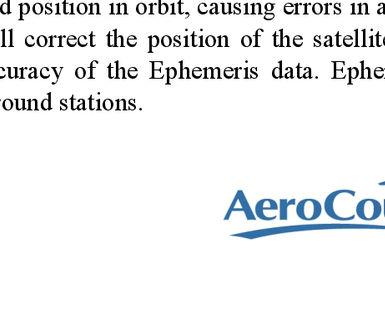 d position in orbit, causing errors in a
ll correct the position of the satellite
curacy of the Ephemeris data. Ephe
round stations.
AeroCo